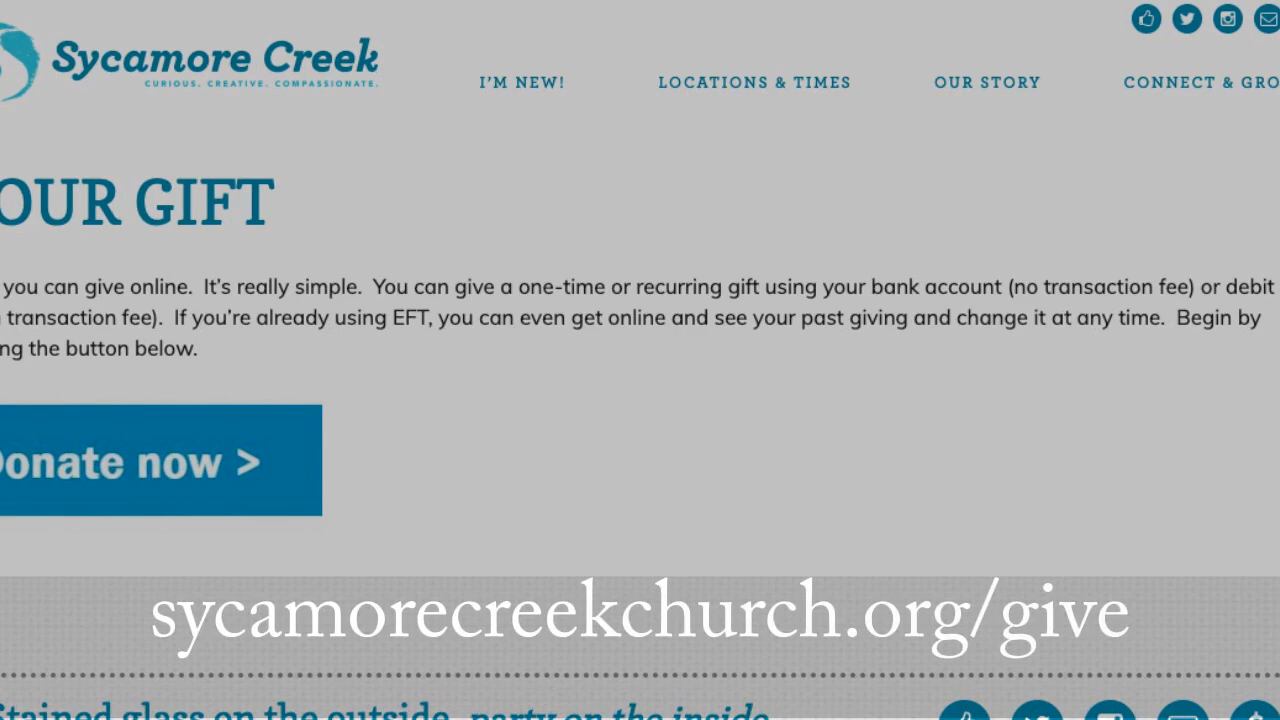 Sycamore Creek
CURIOUS. CREATIVE. COMPASSIONATE.
I'M NEW! LOCATIONS & TIMES OUR STORY CONNECT & GRO
OUR GIFT
you can give online. It's really simple. You can give a one-time or recurring gift using your bank account (no transaction fee) or debit
transaction fee). If you're already using EFT, you can even get online and see your past giving and change it at any time. Begin by
ng the button below.
Donate now >
sycamorecreekchurch.org/give
Stained glass on the outside, party on the inside